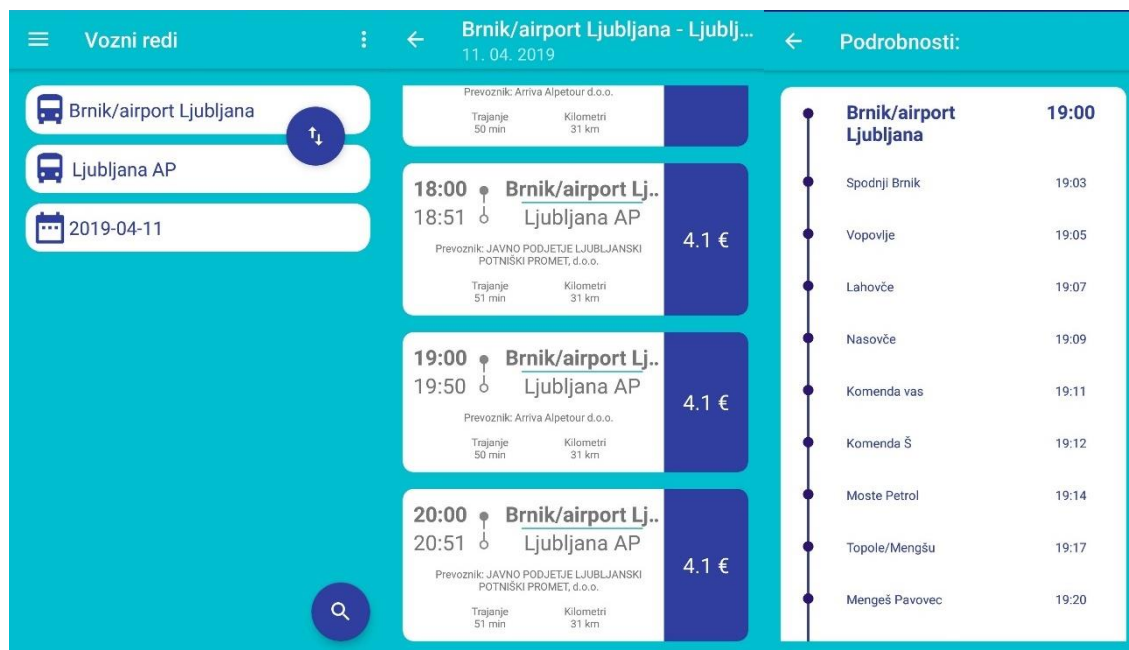 Vozni redi
Brnik/airport Ljubljana
Ljubljana AP
2019-04-11
Brnik/airport Ljubljana - Ljublj...
11. 04. 2019
Prevoznik: Arriva Alpetour d.o.o.
Trajanje Kilometri
50 min 31 km
18:00 Brnik/airport Lj..
18:51 Ljubljana AP
4.1 €
Prevoznik: JAVNO PODJETJE LJUBLJANSKI
POTNIŠKI PROMET, d.o.o.
Trajanje Kilometri
51 min 31 km
19:00 Brnik/airport Lj..
19:50 Ljubljana AP
4.1 €
Prevoznik: Arriva Alpetour d.o.o.
Trajanje Kilometri
50 min 31 km
20:00 Brnik/airport Lj..
20:51 Ljubljana AP
4.1 €
Prevoznik: JAVNO PODJETJE LJUBLJANSKI
POTNIŠKI PROMET, d.o.o.
Trajanje Kilometri
51 min 31 km
Podrobnosti:
Brnik/airport 19:00
Ljubljana
Spodnji Brnik 19:03
Vopovlje 19:05
Lahovče 19:07
Nasovče 19:09
Komenda vas 19:11
Komenda Š 19:12
Moste Petrol 19:14
Topole/Mengšu 19:17
Mengeš Pavovec 19:20